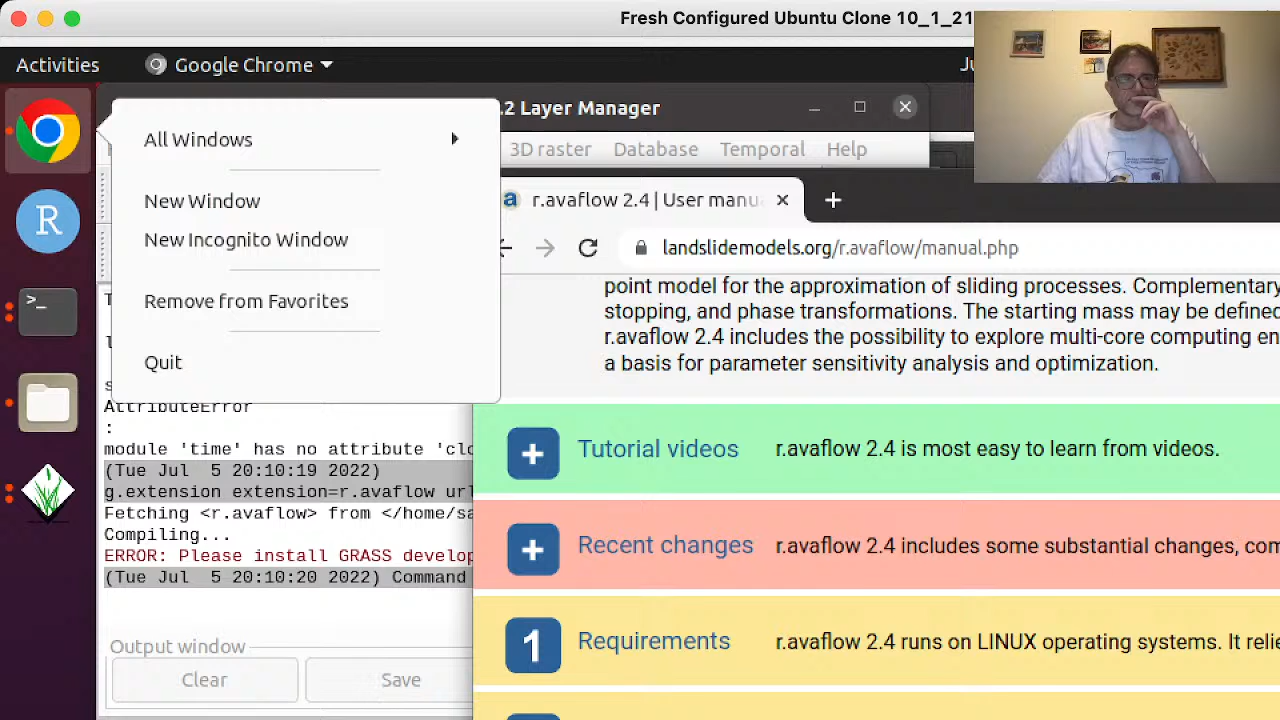 Fresh Configured Ubuntu Clone 10_1_21
Activities
Google Chrome
.2 Layer Manager
3D raster Database Temporal Help
All Windows
New Window
New Incognito Window
Remove from Favorites
Quit
r.avaflow 2.4 | User manu
landslidemodels.org/r.avaflow/manual.php
point model for the approximation of sliding processes. Complementary
stopping, and phase transformations. The starting mass may be defined
r.avaflow 2.4 includes the possibility to explore multi-core computing en
a basis for parameter sensitivity analysis and optimization.
AttributeError
:
module 'time' has no attribute 'clo
(Tue Jul 5 20:10:19 2022)
g.extension extension=r.avaflow url
Fetching <r.avaflow> from </home/sa
Compiling...
ERROR: Please install GRASS develop
(Tue Jul 5 20:10:20 2022) Command
Output window
Clear
Save
+ Tutorial videos r.avaflow 2.4 is most easy to learn from videos.
+ Recent changes r.avaflow 2.4 includes some substantial changes, com
1 Requirements r.avaflow 2.4 runs on LINUX operating systems. It relie